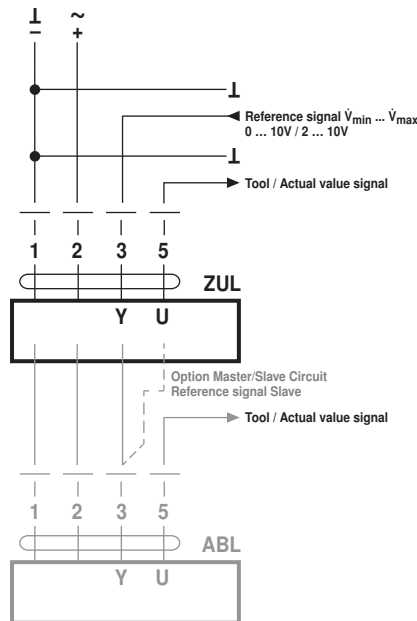 ⊥ ~
– +
⊥
Reference signal V̇min ... V̇max
0 ... 10V / 2 ... 10V
⊥
Tool / Actual value signal
1 2 3 5
ZUL
Y U
Option Master/Slave Circuit
Reference signal Slave
Tool / Actual value signal
1 2 3 5
ABL
Y U